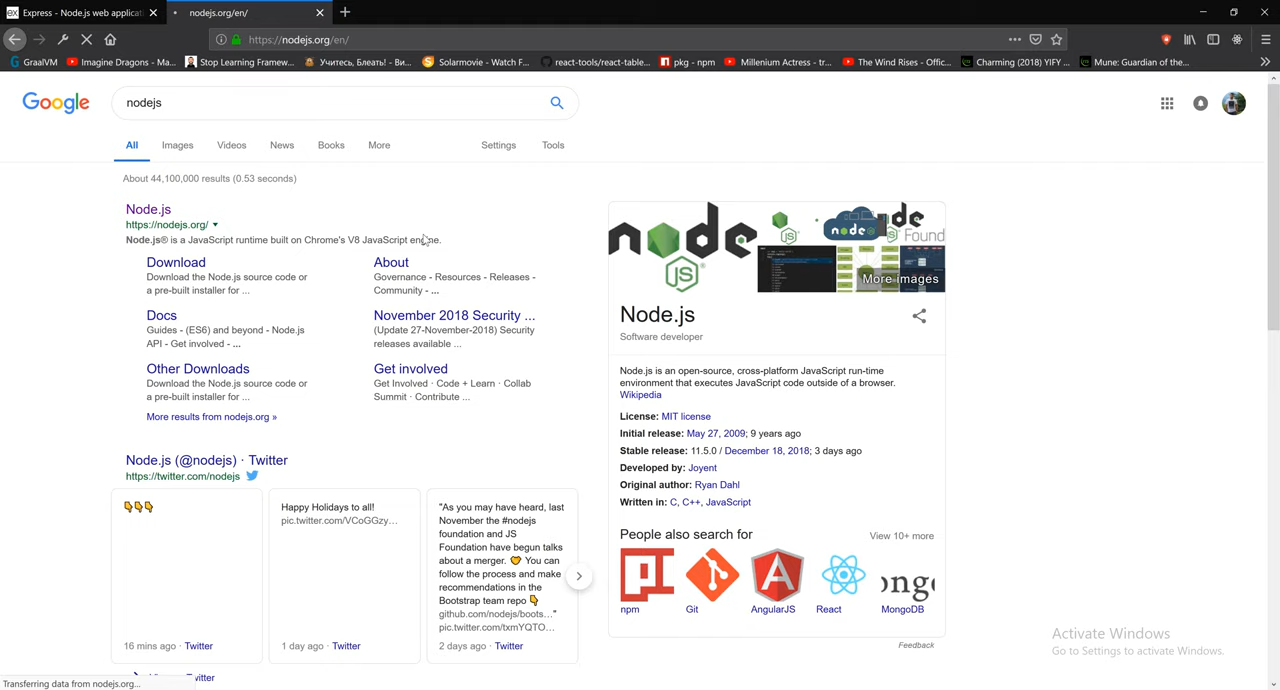 Express - Node.js web applicati
nodejs.org/en/
https://nodejs.org/en/
GraalVM
Imagine Dragons - Ma...
Stop Learning Framew...
Учитесь, Блеать! - Ви...
Solarmovie - Watch F...
react-tools/react-table...
pkg - npm
Millenium Actress - tr...
The Wind Rises - Offic...
Charming (2018) YIFY ...
Mune: Guardian of the...
Google
nodejs
All
Images
Videos
News
Books
More
Settings
Tools
About 44,100,000 results (0.53 seconds)
Node.js
https://nodejs.org/
Node.js® is a JavaScript runtime built on Chrome's V8 JavaScript engine.
Download
Download the Node.js source code or
a pre-built installer for ...
About
Governance - Resources - Releases -
Community - ...
Docs
Guides - (ES6) and beyond - Node.js
API - Get involved - ...
November 2018 Security ...
(Update 27-November-2018) Security
releases available ...
Other Downloads
Download the Node.js source code or
a pre-built installer for ...
Get involved
Get Involved · Code + Learn · Collab
Summit · Contribute ...
More results from nodejs.org »
Node.js (@nodejs) · Twitter
https://twitter.com/nodejs
16 mins ago · Twitter
Happy Holidays to all!
pic.twitter.com/VCoGGzy...
1 day ago · Twitter
"As you may have heard, last
November the #nodejs
foundation and JS
Foundation have begun talks
about a merger. 😊 You can
follow the process and make
recommendations in the
Bootstrap team repo 👇
github.com/nodejs/boots..."
pic.twitter.com/txmYQTO...
2 days ago · Twitter
node
JS
node
JS
node
Found
More images
Node.js
Software developer
Node.js is an open-source, cross-platform JavaScript run-time
environment that executes JavaScript code outside of a browser.
Wikipedia
License: MIT license
Initial release: May 27, 2009; 9 years ago
Stable release: 11.5.0 / December 18, 2018; 3 days ago
Developed by: Joyent
Original author: Ryan Dahl
Written in: C, C++, JavaScript
People also search for
View 10+ more
npm
Git
AngularJS
React
MongoDB
Feedback
Activate Windows
Go to Settings to activate Windows.
Transferring data from nodejs.org...